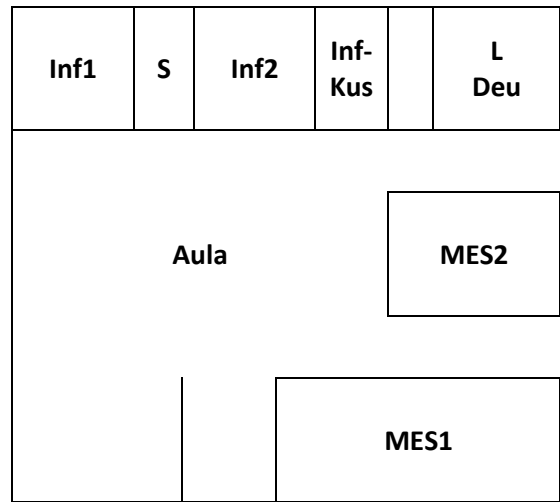 Inf1
S
Inf2
Inf-
Kus
L
Deu
Aula
MES2
MES1